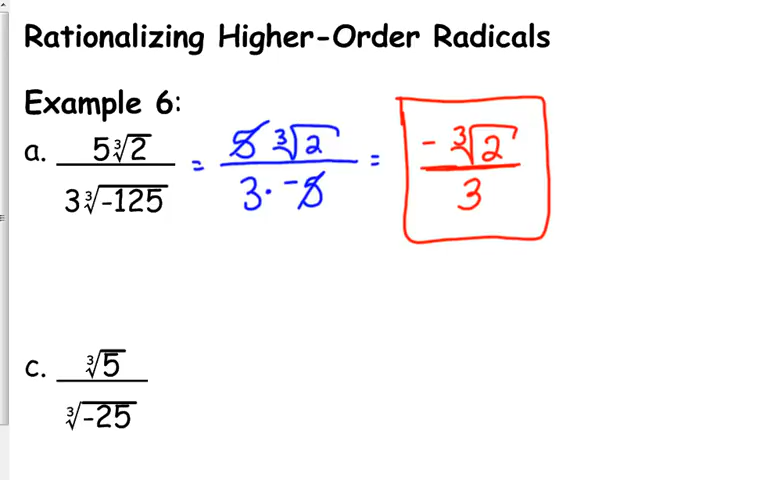 Rationalizing Higher-Order Radicals
Example 6:
a. 5∛2 / 3∛-125 = 5∛2 / 3·-5 = -∛2 / 3
c. ∛5 / ∛-25